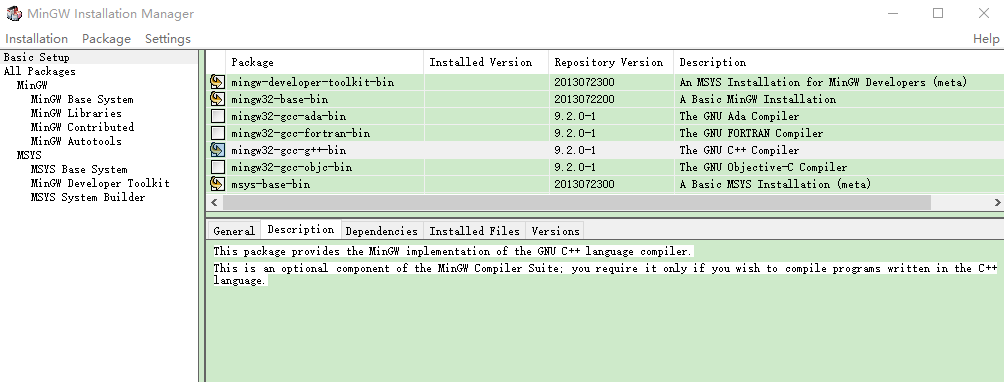 MinGW Installation Manager
Installation Package Settings Help
Basic Setup
All Packages
MinGW
MinGW Base System
MinGW Libraries
MinGW Contributed
MinGW Autotools
MSYS
MSYS Base System
MinGW Developer Toolkit
MSYS System Builder
Package Installed Version Repository Version Description
mingw-developer-toolkit-bin 2013072300 An MSYS Installation for MinGW Developers (meta)
mingw32-base-bin 2013072200 A Basic MinGW Installation
mingw32-gcc-ada-bin 9.2.0-1 The GNU Ada Compiler
mingw32-gcc-fortran-bin 9.2.0-1 The GNU FORTRAN Compiler
mingw32-gcc-g++-bin 9.2.0-1 The GNU C++ Compiler
mingw32-gcc-objc-bin 9.2.0-1 The GNU Objective-C Compiler
msys-base-bin 2013072300 A Basic MSYS Installation (meta)
General Description Dependencies Installed Files Versions
This package provides the MinGW implementation of the GNU C++ language compiler.
This is an optional component of the MinGW Compiler Suite; you require it only if you wish to compile programs written in the C++
language.